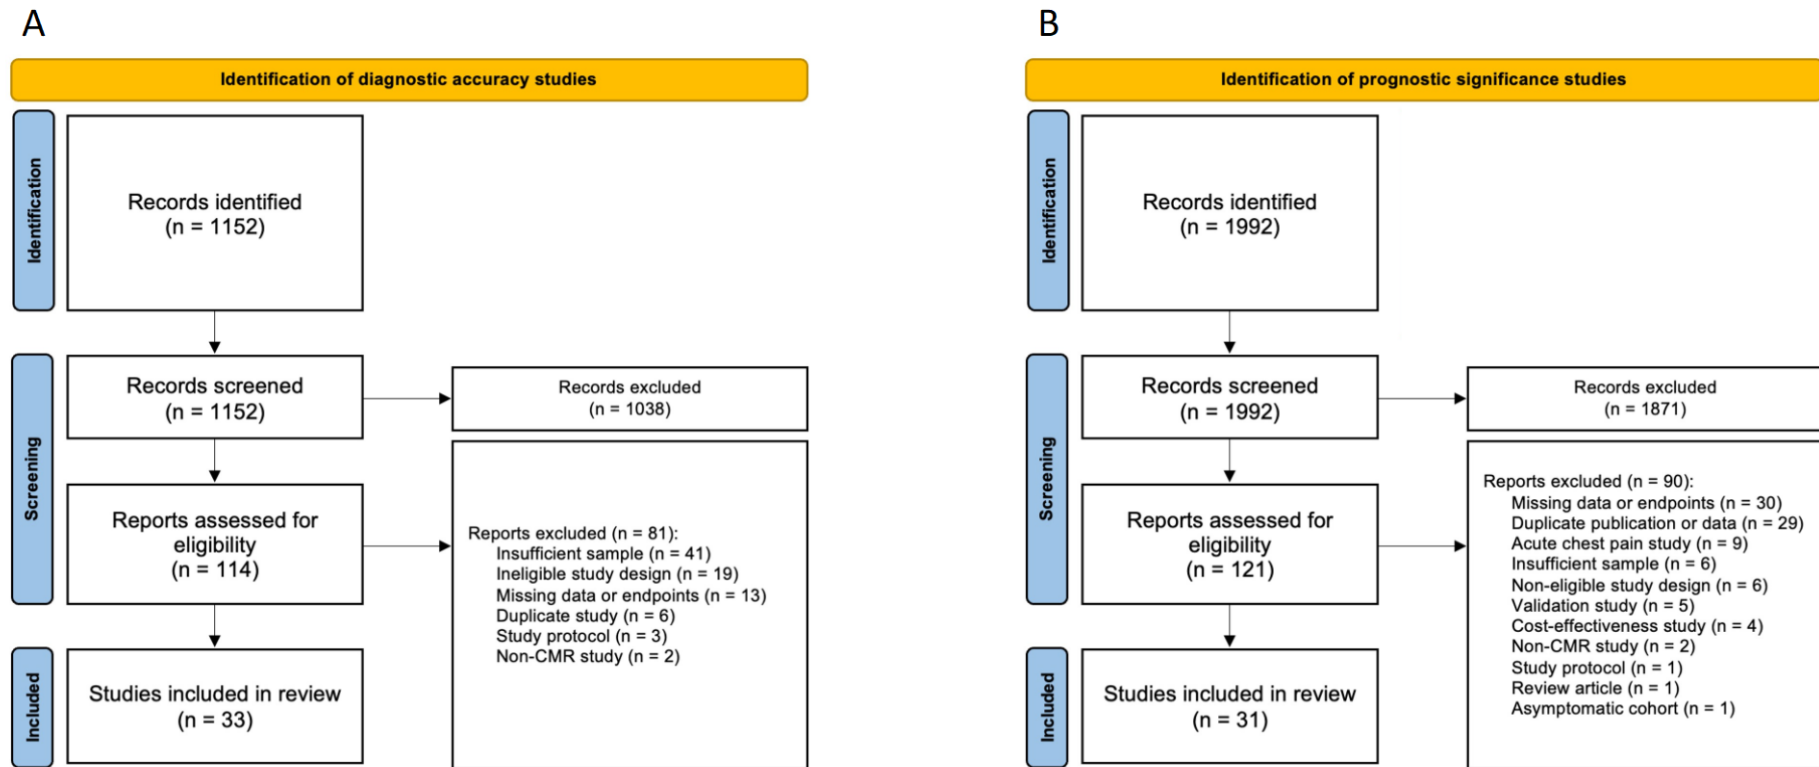 A
Identification of diagnostic accuracy studies
Identification
Records identified
(n = 1152)
Screening
Records screened
(n = 1152)
Records excluded
(n = 1038)
Reports assessed for
eligibility
(n = 114)
Reports excluded (n = 81):
Insufficient sample (n = 41)
Ineligible study design (n = 19)
Missing data or endpoints (n = 13)
Duplicate study (n = 6)
Study protocol (n = 3)
Non-CMR study (n = 2)
Included
Studies included in review
(n = 33)
B
Identification of prognostic significance studies
Identification
Records identified
(n = 1992)
Screening
Records screened
(n = 1992)
Records excluded
(n = 1871)
Reports assessed for
eligibility
(n = 121)
Reports excluded (n = 90):
Missing data or endpoints (n = 30)
Duplicate publication or data (n = 29)
Acute chest pain study (n = 9)
Insufficient sample (n = 6)
Non-eligible study design (n = 6)
Validation study (n = 5)
Cost-effectiveness study (n = 4)
Non-CMR study (n = 2)
Study protocol (n = 1)
Review article (n = 1)
Asymptomatic cohort (n = 1)
Included
Studies included in review
(n = 31)